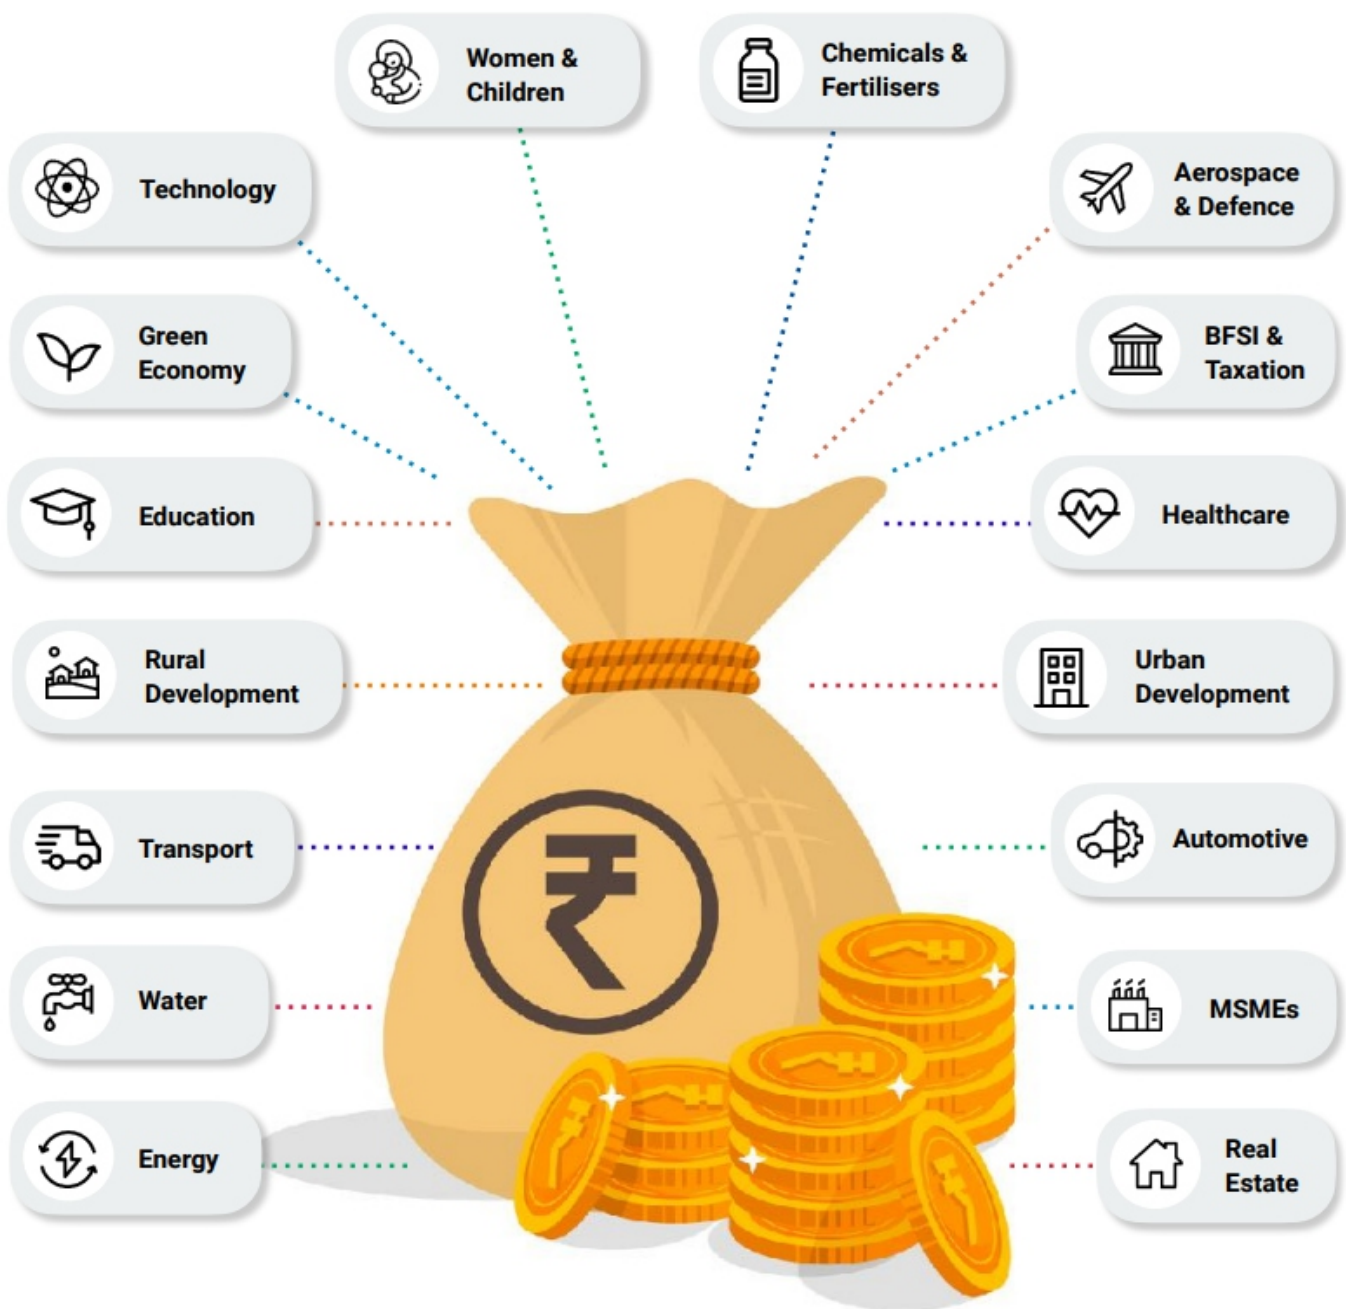 Women &
Children
Chemicals &
Fertilisers
Technology
Aerospace
& Defence
Green
Economy
BFSI &
Taxation
Education
Healthcare
Rural
Development
Urban
Development
Transport
Automotive
Water
MSMEs
Energy
Real
Estate
₹